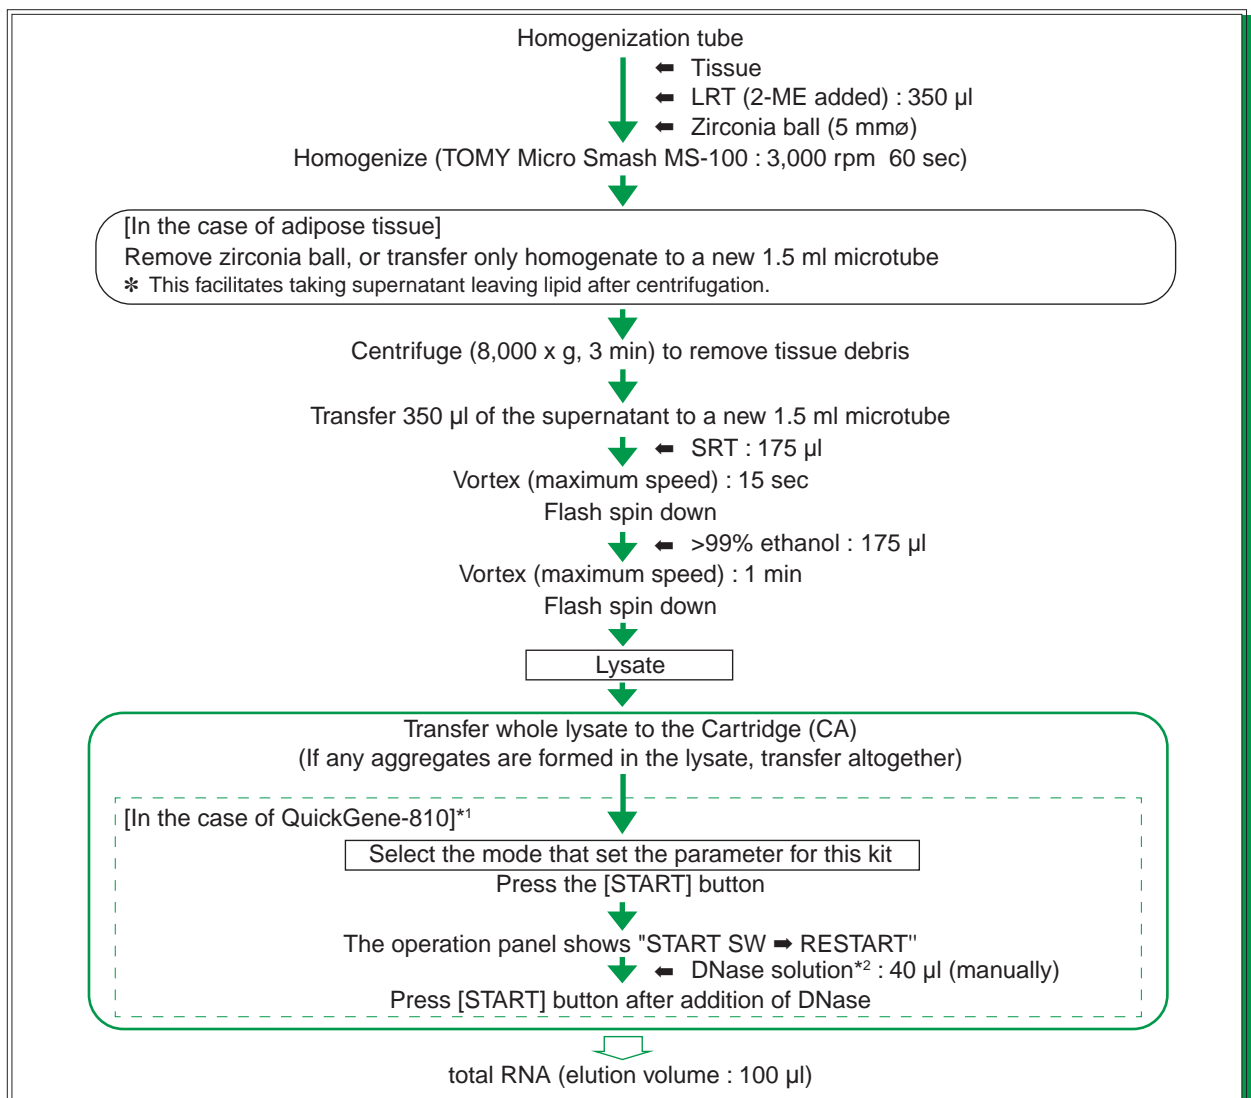 Homogenization tube
⬅ Tissue
⬅ LRT (2-ME added) : 350 µl
⬅ Zirconia ball (5 mmø)
Homogenize (TOMY Micro Smash MS-100 : 3,000 rpm 60 sec)
[In the case of adipose tissue]
Remove zirconia ball, or transfer only homogenate to a new 1.5 ml microtube
✻ This facilitates taking supernatant leaving lipid after centrifugation.
Centrifuge (8,000 x g, 3 min) to remove tissue debris
Transfer 350 µl of the supernatant to a new 1.5 ml microtube
⬅ SRT : 175 µl
Vortex (maximum speed) : 15 sec
Flash spin down
⬅ >99% ethanol : 175 µl
Vortex (maximum speed) : 1 min
Flash spin down
Lysate
Transfer whole lysate to the Cartridge (CA)
(If any aggregates are formed in the lysate, transfer altogether)
[In the case of QuickGene-810]*1
Select the mode that set the parameter for this kit
Press the [START] button
The operation panel shows "START SW ➡ RESTART"
⬅ DNase solution*2 : 40 µl (manually)
Press [START] button after addition of DNase
total RNA (elution volume : 100 µl)